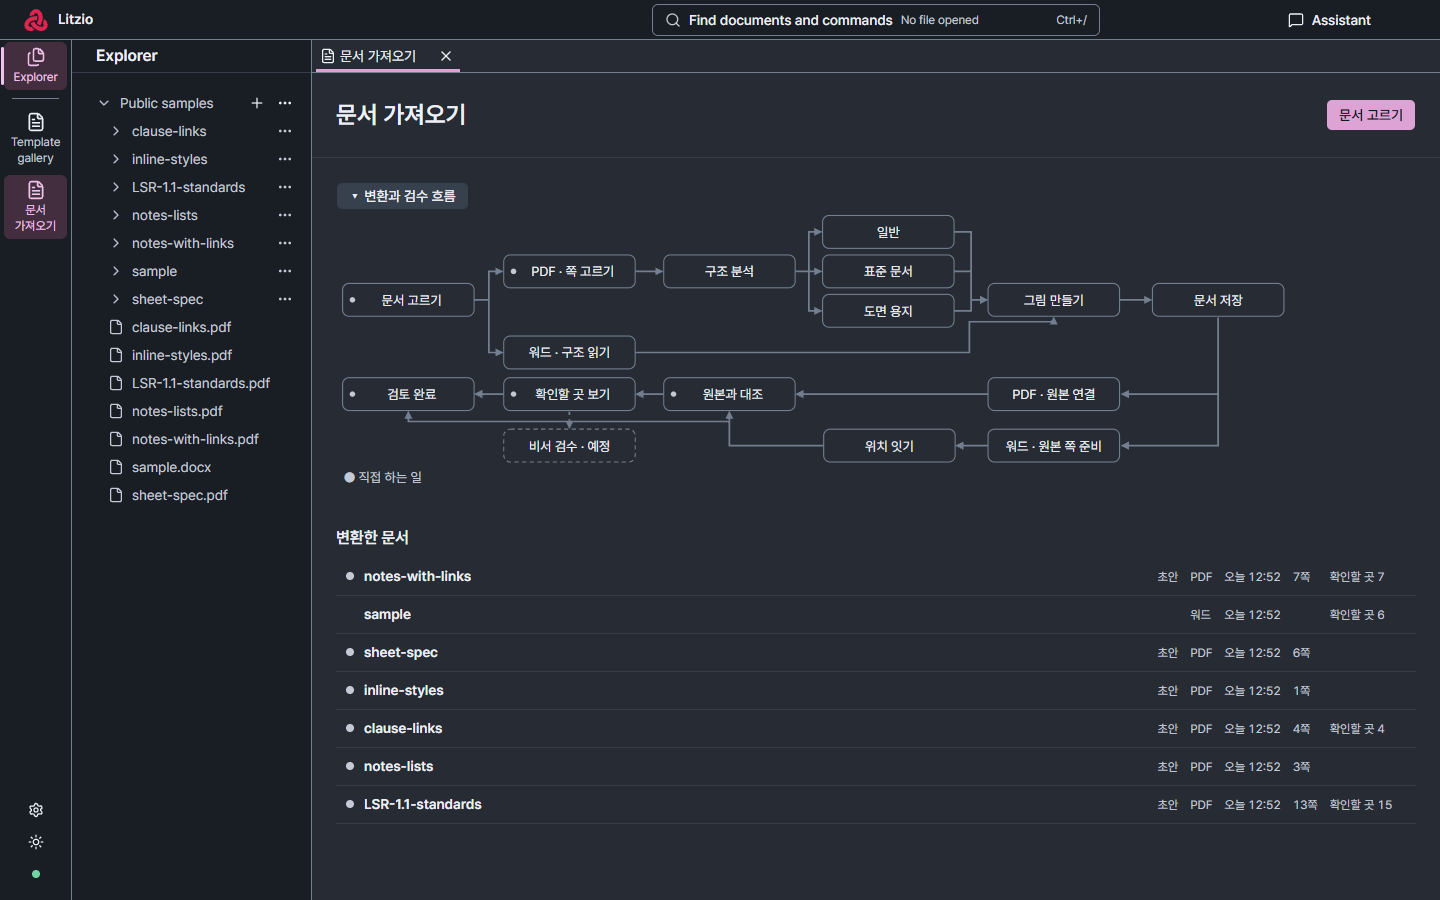 Litzio
Find documents and commands No file opened Ctrl+/
Assistant
Explorer
Template
gallery
문서
가져오기
Explorer
Public samples
clause-links
inline-styles
LSR-1.1-standards
notes-lists
notes-with-links
sample
sheet-spec
clause-links.pdf
inline-styles.pdf
LSR-1.1-standards.pdf
notes-lists.pdf
notes-with-links.pdf
sample.docx
sheet-spec.pdf
문서 가져오기
문서 가져오기
문서 고르기
변환과 검수 흐름
일반
PDF · 쪽 고르기
구조 분석
표준 문서
문서 고르기
도면 용지
그림 만들기
문서 저장
워드 · 구조 읽기
검토 완료
확인할 곳 보기
원본과 대조
PDF · 원본 연결
비서 검수 · 예정
위치 잇기
워드 · 원본 쪽 준비
직접 하는 일
변환한 문서
notes-with-links 초안 PDF 오늘 12:52 7쪽 확인할 곳 7
sample 워드 오늘 12:52 확인할 곳 6
sheet-spec 초안 PDF 오늘 12:52 6쪽
inline-styles 초안 PDF 오늘 12:52 1쪽
clause-links 초안 PDF 오늘 12:52 4쪽 확인할 곳 4
notes-lists 초안 PDF 오늘 12:52 3쪽
LSR-1.1-standards 초안 PDF 오늘 12:52 13쪽 확인할 곳 15